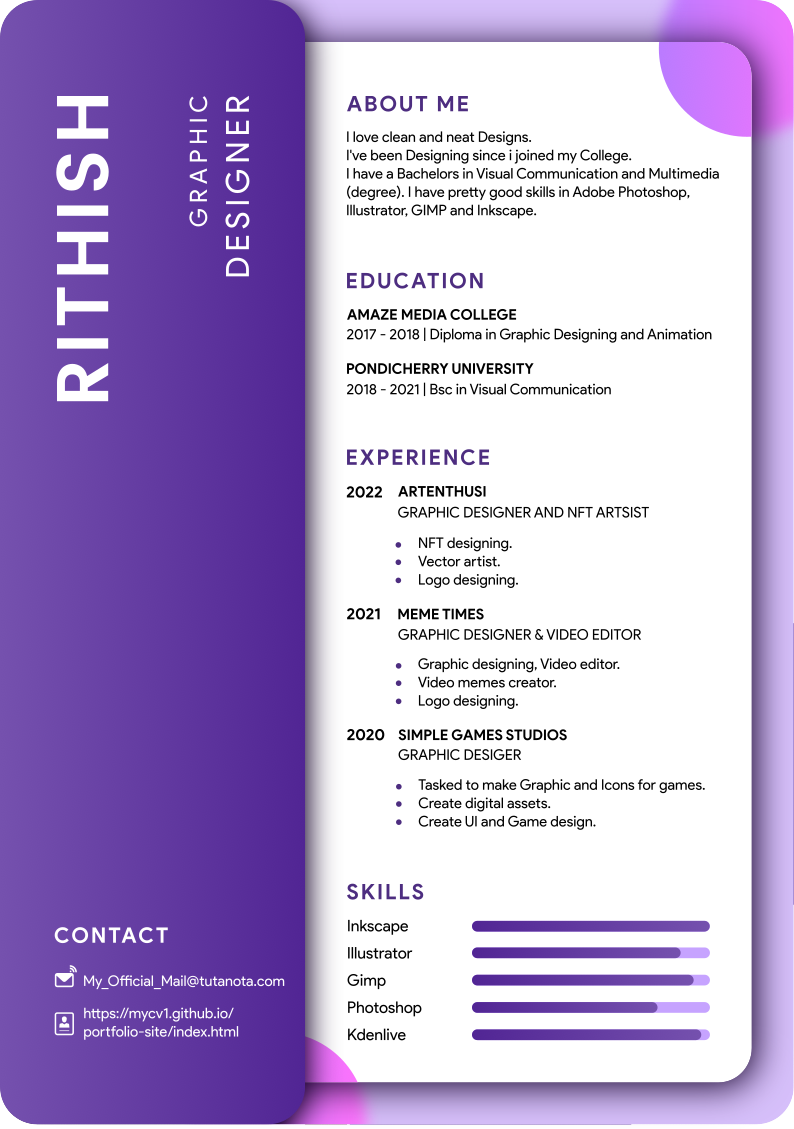 RITHISH
GRAPHIC
DESIGNER
CONTACT
My_Official_Mail@tutanota.com
https://mycv1.github.io/
portfolio-site/index.html
ABOUT ME
I love clean and neat Designs.
I've been Designing since i joined my College.
I have a Bachelors in Visual Communication and Multimedia
(degree). I have pretty good skills in Adobe Photoshop,
Illustrator, GIMP and Inkscape.
EDUCATION
AMAZE MEDIA COLLEGE
2017 - 2018 | Diploma in Graphic Designing and Animation
PONDICHERRY UNIVERSITY
2018 - 2021 | Bsc in Visual Communication
EXPERIENCE
2022 ARTENTHUSI
GRAPHIC DESIGNER AND NFT ARTSIST
• NFT designing.
• Vector artist.
• Logo designing.
2021 MEME TIMES
GRAPHIC DESIGNER & VIDEO EDITOR
• Graphic designing, Video editor.
• Video memes creator.
• Logo designing.
2020 SIMPLE GAMES STUDIOS
GRAPHIC DESIGER
• Tasked to make Graphic and Icons for games.
• Create digital assets.
• Create UI and Game design.
SKILLS
Inkscape
Illustrator
Gimp
Photoshop
Kdenlive